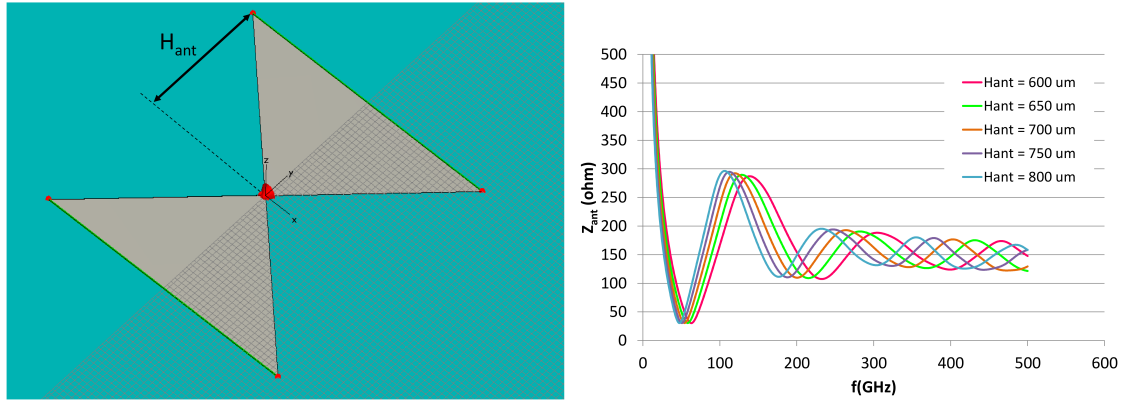 H_ant
z
y
x
Z_ant (ohm)
500
450
400
350
300
250
200
150
100
50
0
0 100 200 300 400 500 600
f(GHz)
Hant = 600 um
Hant = 650 um
Hant = 700 um
Hant = 750 um
Hant = 800 um